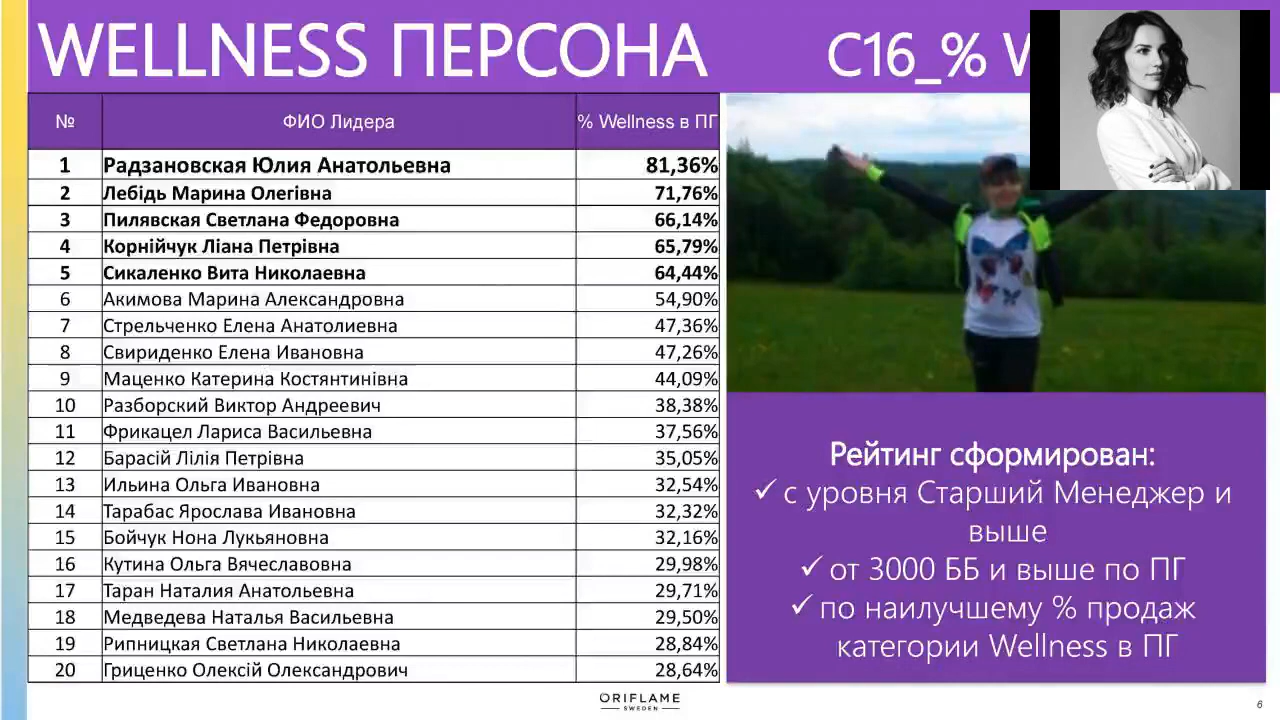 WELLNESS ПЕРСОНА C16_% W
№ ФИО Лидера % Wellness в ПГ
1 Радзановская Юлия Анатольевна 81,36%
2 Лебідь Марина Олегівна 71,76%
3 Пилявская Светлана Федоровна 66,14%
4 Корнійчук Ліана Петрівна 65,79%
5 Сикаленко Вита Николаевна 64,44%
6 Акимова Марина Александровна 54,90%
7 Стрельченко Елена Анатолиевна 47,36%
8 Свириденко Елена Ивановна 47,26%
9 Маценко Катерина Костянтинівна 44,09%
10 Разборский Виктор Андреевич 38,38%
11 Фрикацел Лариса Васильевна 37,56%
12 Барасій Лілія Петрівна 35,05%
13 Ильина Ольга Ивановна 32,54%
14 Тарабас Ярослава Ивановна 32,32%
15 Бойчук Нона Лукьяновна 32,16%
16 Кутина Ольга Вячеславовна 29,98%
17 Таран Наталия Анатольевна 29,71%
18 Медведева Наталья Васильевна 29,50%
19 Рипницкая Светлана Николаевна 28,84%
20 Гриценко Олексій Олександрович 28,64%
Рейтинг сформирован:
✓ с уровня Старший Менеджер и
выше
✓ от 3000 ББ и выше по ПГ
✓ по наилучшему % продаж
категории Wellness в ПГ
ORIFLAME
SWEDEN
6